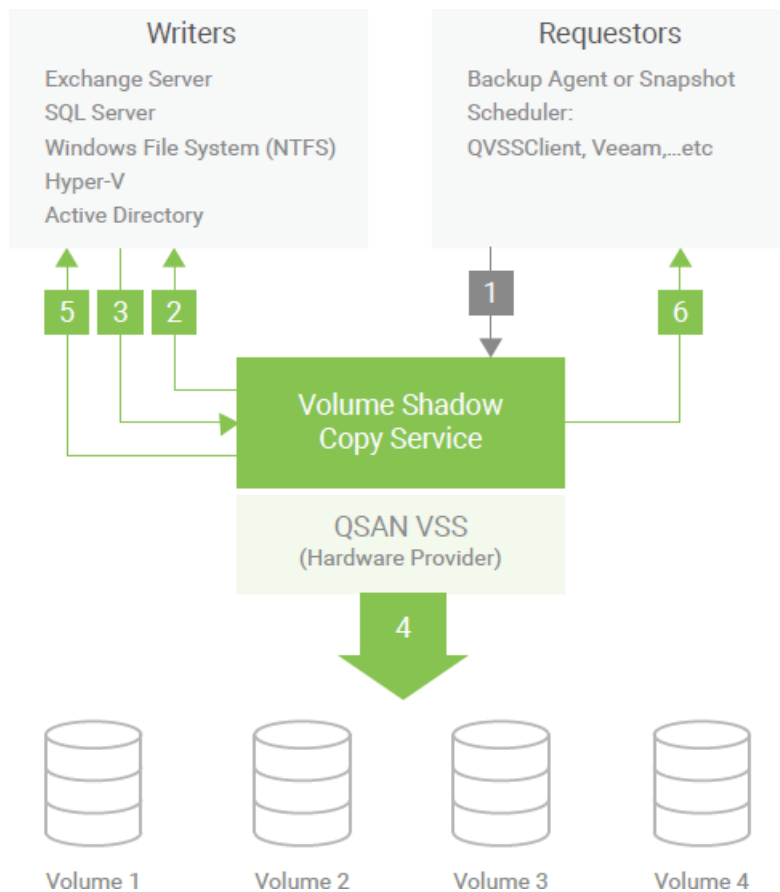 Writers
Exchange Server
SQL Server
Windows File System (NTFS)
Hyper-V
Active Directory
Requestors
Backup Agent or Snapshot
Scheduler:
QVSSClient, Veeam,...etc
5
3
2
1
6
Volume Shadow
Copy Service
QSAN VSS
(Hardware Provider)
4
Volume 1
Volume 2
Volume 3
Volume 4